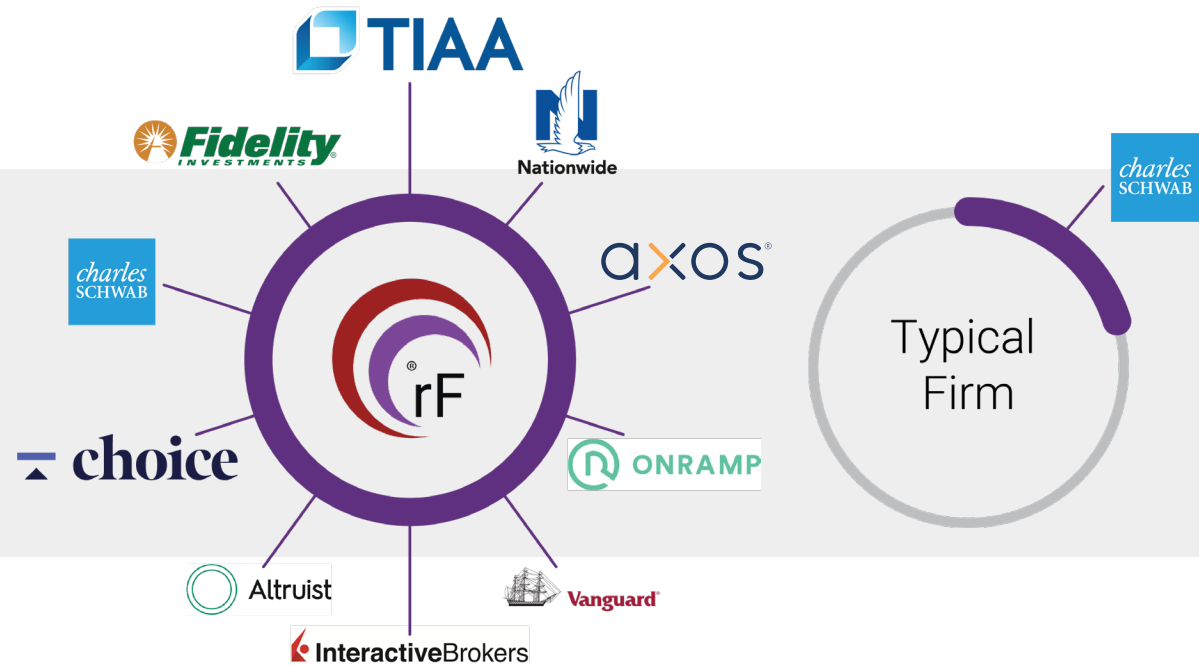 TIAA
Fidelity
INVESTMENTS®
Nationwide
charles
SCHWAB
axos®
charles
SCHWAB
® rF
Typical
Firm
choice
ONRAMP
Altruist
Vanguard®
InteractiveBrokers